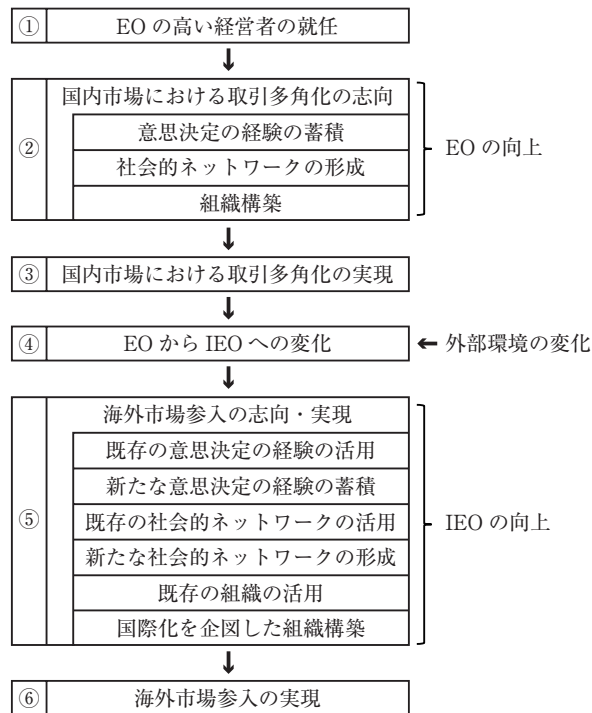 ① EO の高い経営者の就任
国内市場における取引多角化の志向
意思決定の経験の蓄積
② 社会的ネットワークの形成
組織構築
EO の向上
③ 国内市場における取引多角化の実現
④ EO から IEO への変化 外部環境の変化
海外市場参入の志向・実現
既存の意思決定の経験の活用
新たな意思決定の経験の蓄積
⑤ 既存の社会的ネットワークの活用
新たな社会的ネットワークの形成
既存の組織の活用
国際化を企図した組織構築
IEO の向上
⑥ 海外市場参入の実現